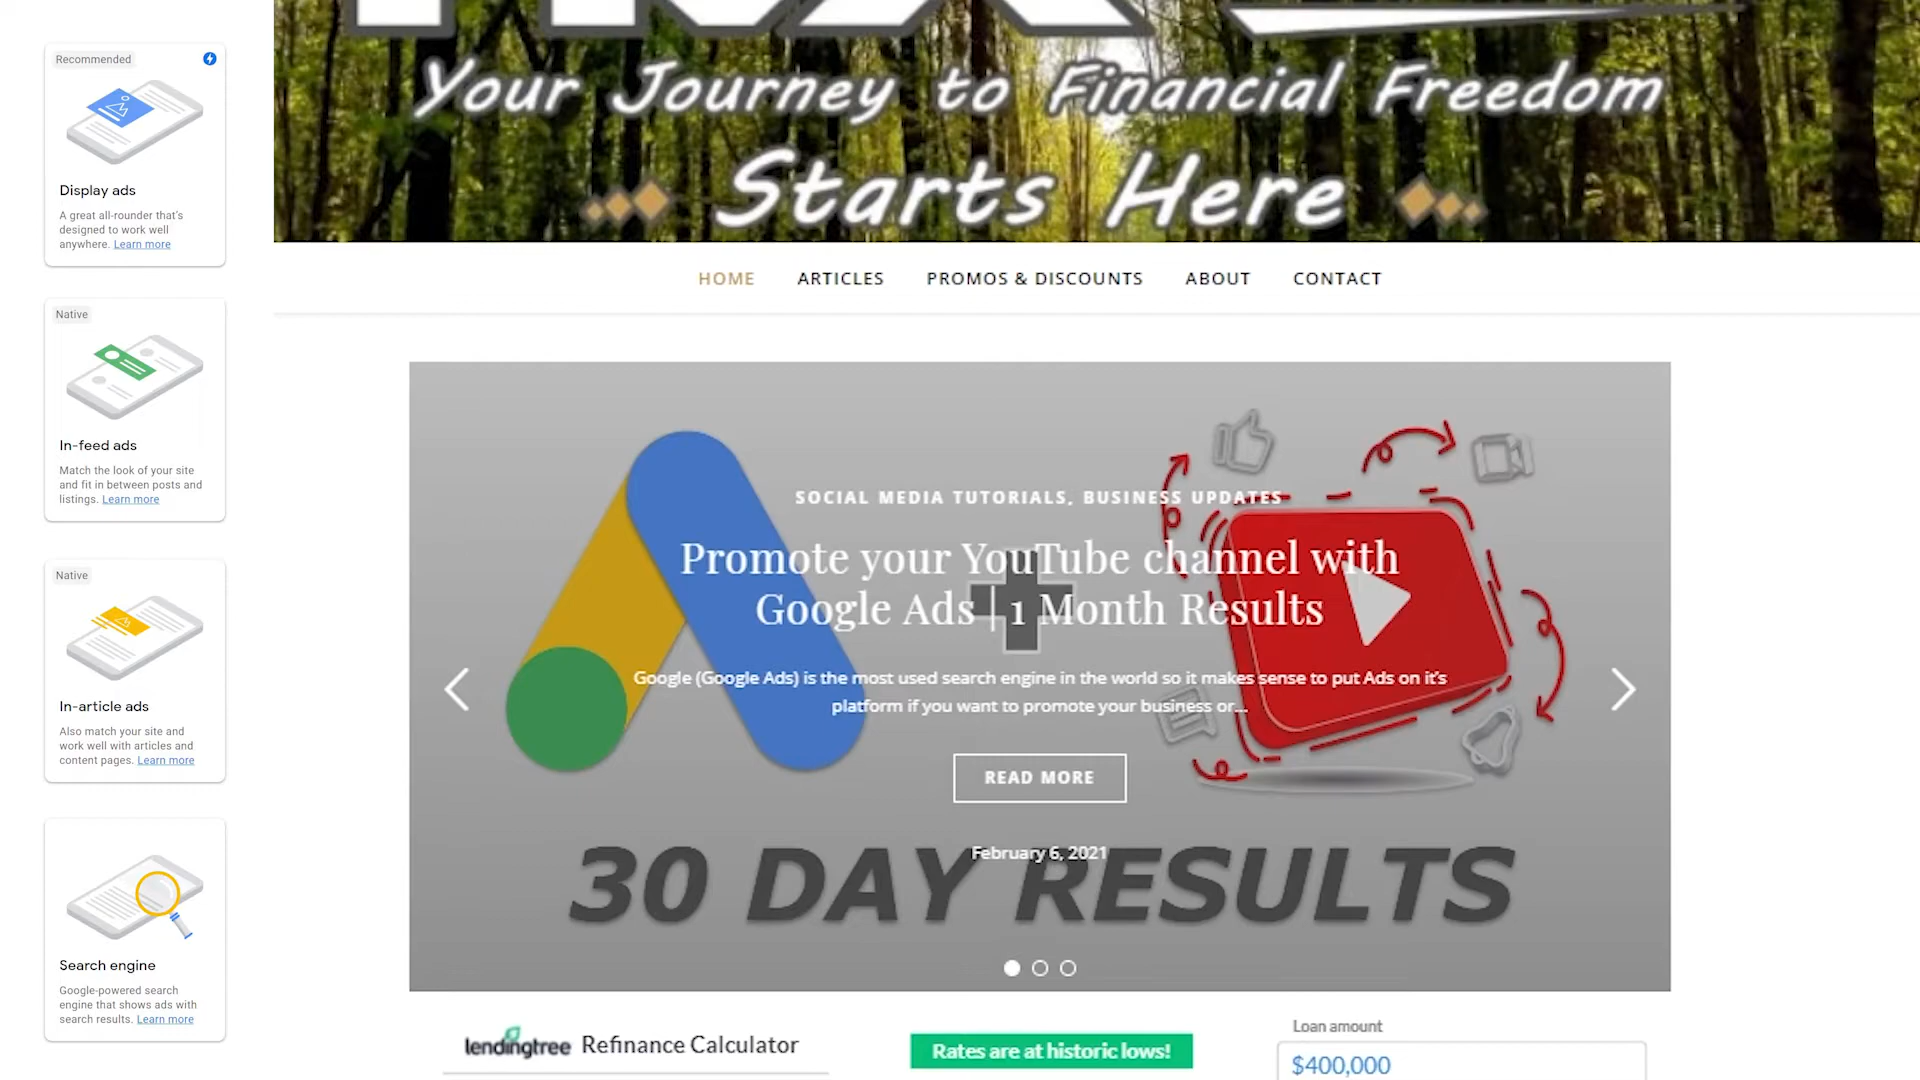 Recommended
Display ads
A great all-rounder that's
designed to work well
anywhere. Learn more
Native
In-feed ads
Match the look of your site
and fit in between posts and
listings. Learn more
Native
In-article ads
Also match your site and
work well with articles and
content pages. Learn more
Search engine
Google-powered search
engine that shows ads with
search results. Learn more
Your Journey to Financial Freedom
Starts Here
HOME ARTICLES PROMOS & DISCOUNTS ABOUT CONTACT
SOCIAL MEDIA TUTORIALS, BUSINESS UPDATES
Promote your YouTube channel with
Google Ads | 1 Month Results
Google (Google Ads) is the most used search engine in the world so it makes sense to put Ads on it's
platform if you want to promote your business or...
READ MORE
February 6, 2021
30 DAY RESULTS
lendingtree Refinance Calculator
Rates are at historic lows!
Loan amount
$400,000